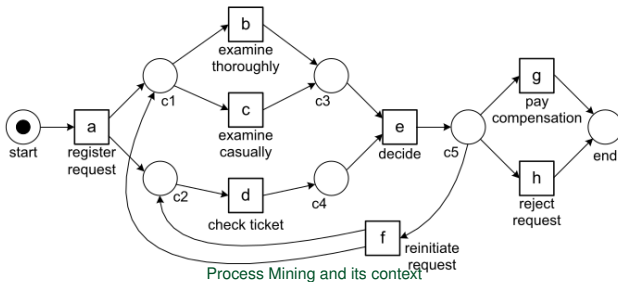 b
examine
thoroughly
c1
c3
g
pay
compensation
start
a
register
request
c
examine
casually
e
decide
c5
end
c2
d
check ticket
c4
h
reject
request
f
reinitiate
request
Process Mining and its context